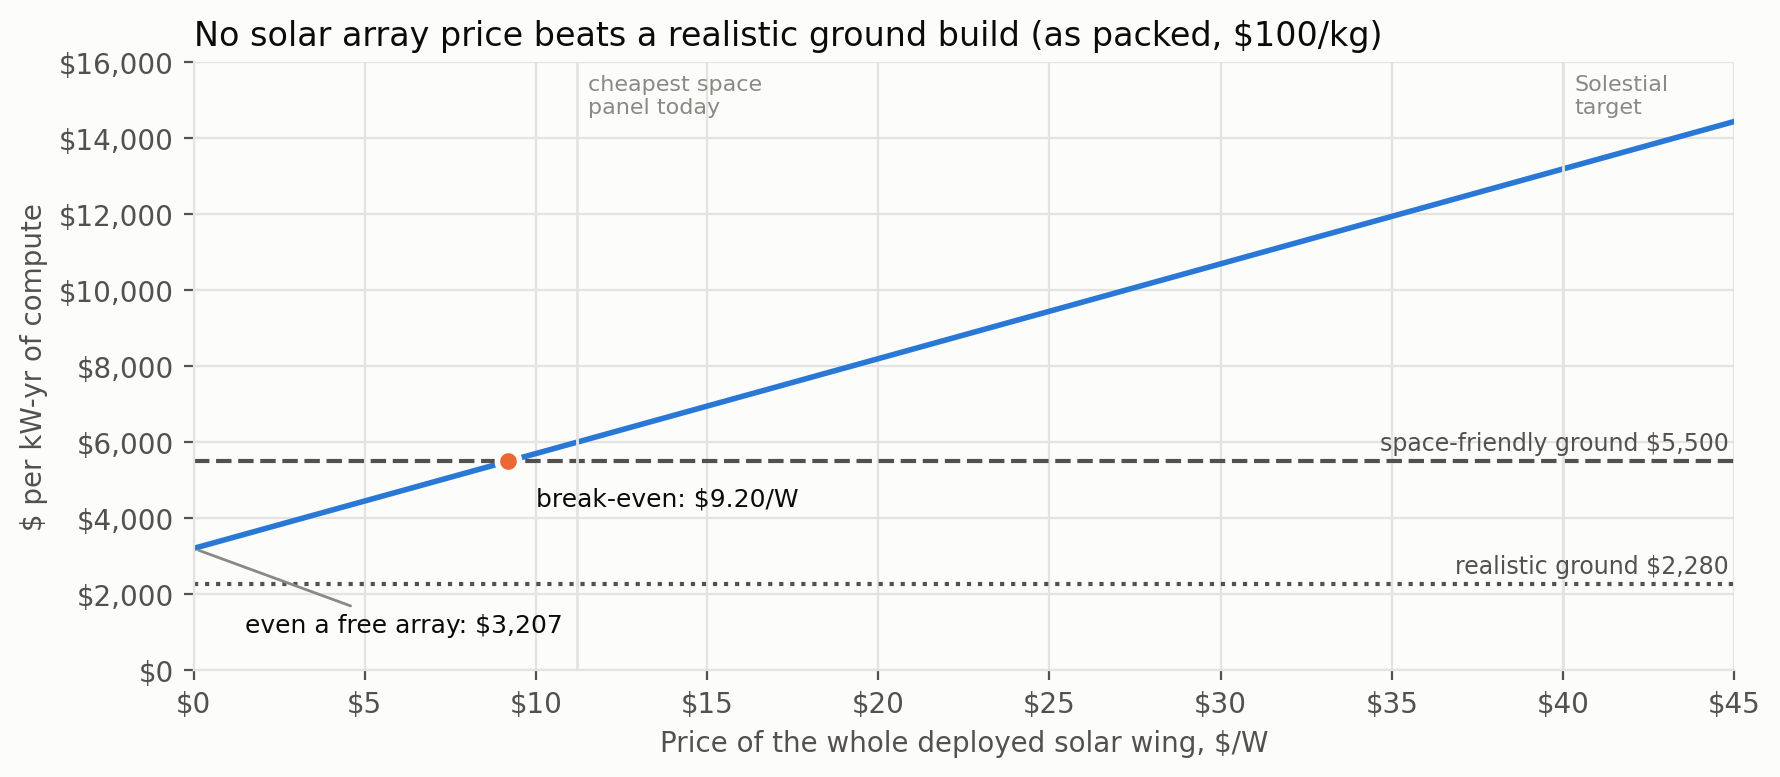 No solar array price beats a realistic ground build (as packed, $100/kg)
$16,000
$14,000
$12,000
$10,000
$8,000
$6,000
$4,000
$2,000
$0
$ per kW-yr of compute
cheapest space
panel today
Solestial
target
space-friendly ground $5,500
break-even: $9.20/W
realistic ground $2,280
even a free array: $3,207
$0
$5
$10
$15
$20
$25
$30
$35
$40
$45
Price of the whole deployed solar wing, $/W